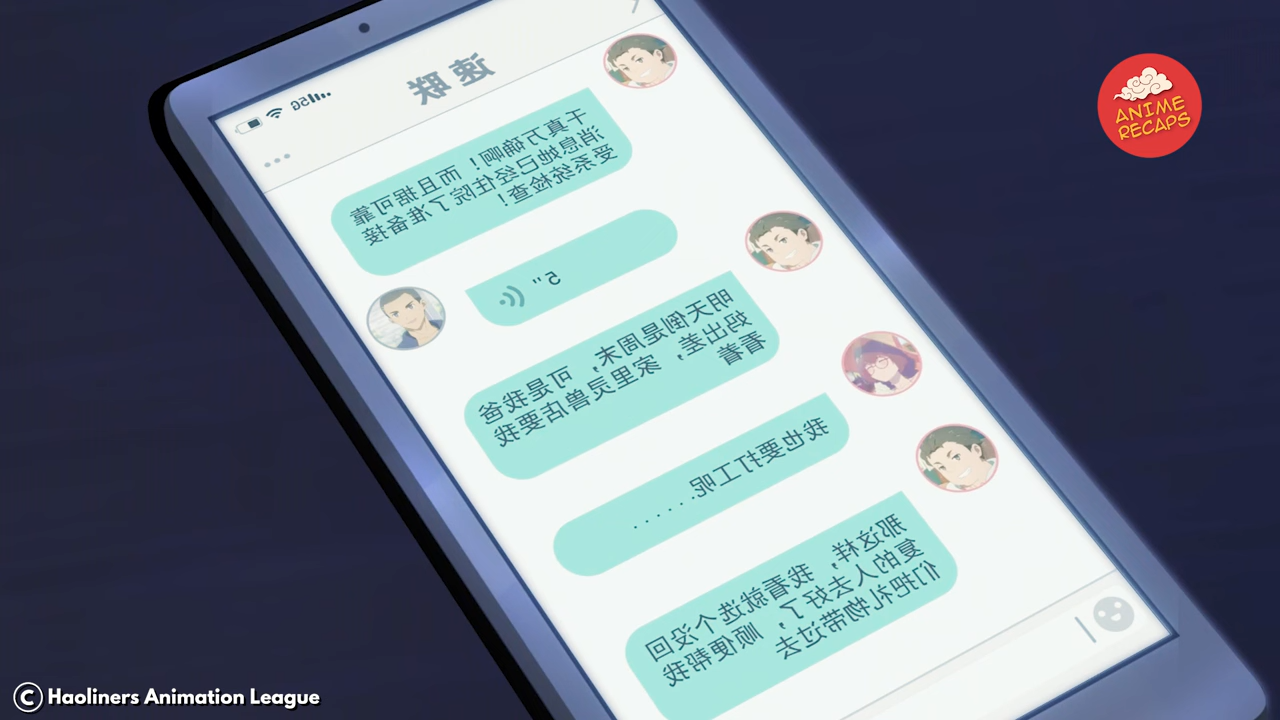 速联
5G
千真万确啊！而且据可靠
消息她已经住院了准备接
受系统检查！
5"
明天倒是周末，可是我爸
妈出差，家里灵兽店要我
看着
我也要打工呢......
那这样，我看就选个没回
复的人去好了，顺便帮我
们把礼物带过去
ANIME
RECAPS
© Haoliners Animation League